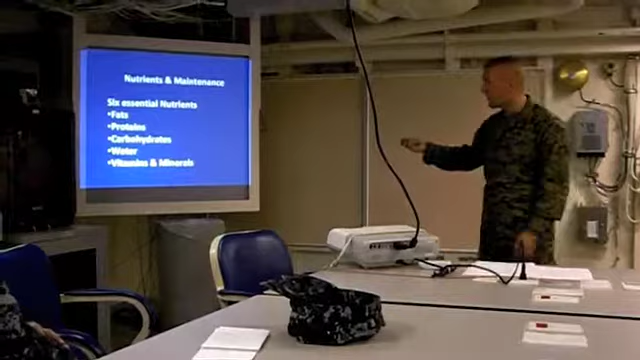 Nutrients & Maintenance
Six essential Nutrients
•Fats
•Proteins
•Carbohydrates
•Water
•Vitamins & Minerals